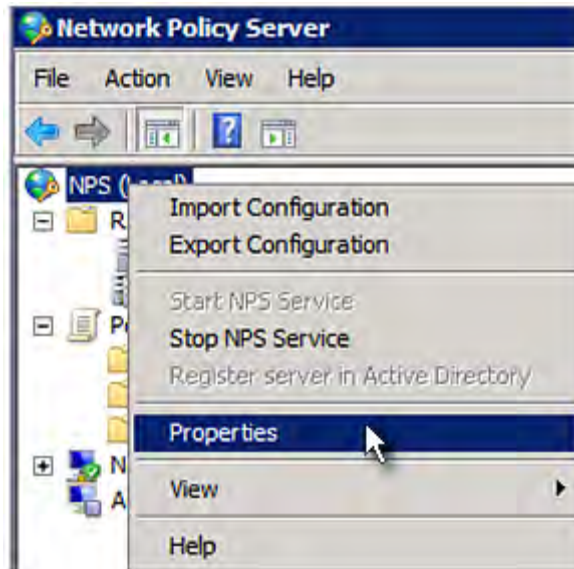 Network Policy Server
File Action View Help
NPS (Local)
R
Import Configuration
Export Configuration
Start NPS Service
P
Stop NPS Service
Register server in Active Directory
Properties
N
View
A
Help